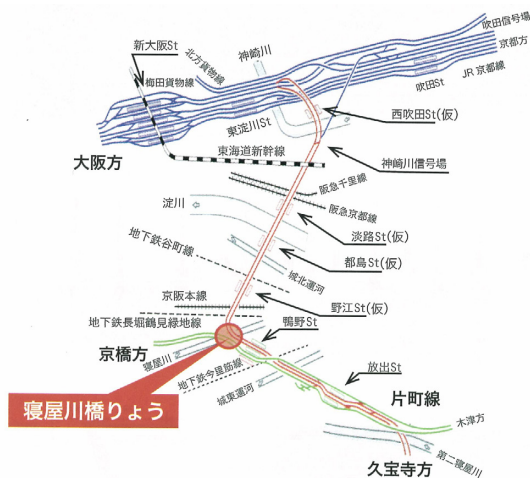 吹田信号場
京都方
JR 京都線
新大阪St
北方貨物線
神崎川
梅田貨物線
吹田St
西吹田St(仮)
東淀川St
大阪方
東海道新幹線
神崎川信号場
阪急千里線
阪急京都線
淀川
淡路St(仮)
地下鉄谷町線
都島St(仮)
城北運河
京阪本線
野江St(仮)
地下鉄長堀鶴見緑地線
鴫野St
京橋方
寝屋川
地下鉄今里筋線
放出St
寝屋川橋りょう
城東運河
片町線
木津方
第二寝屋川
久宝寺方